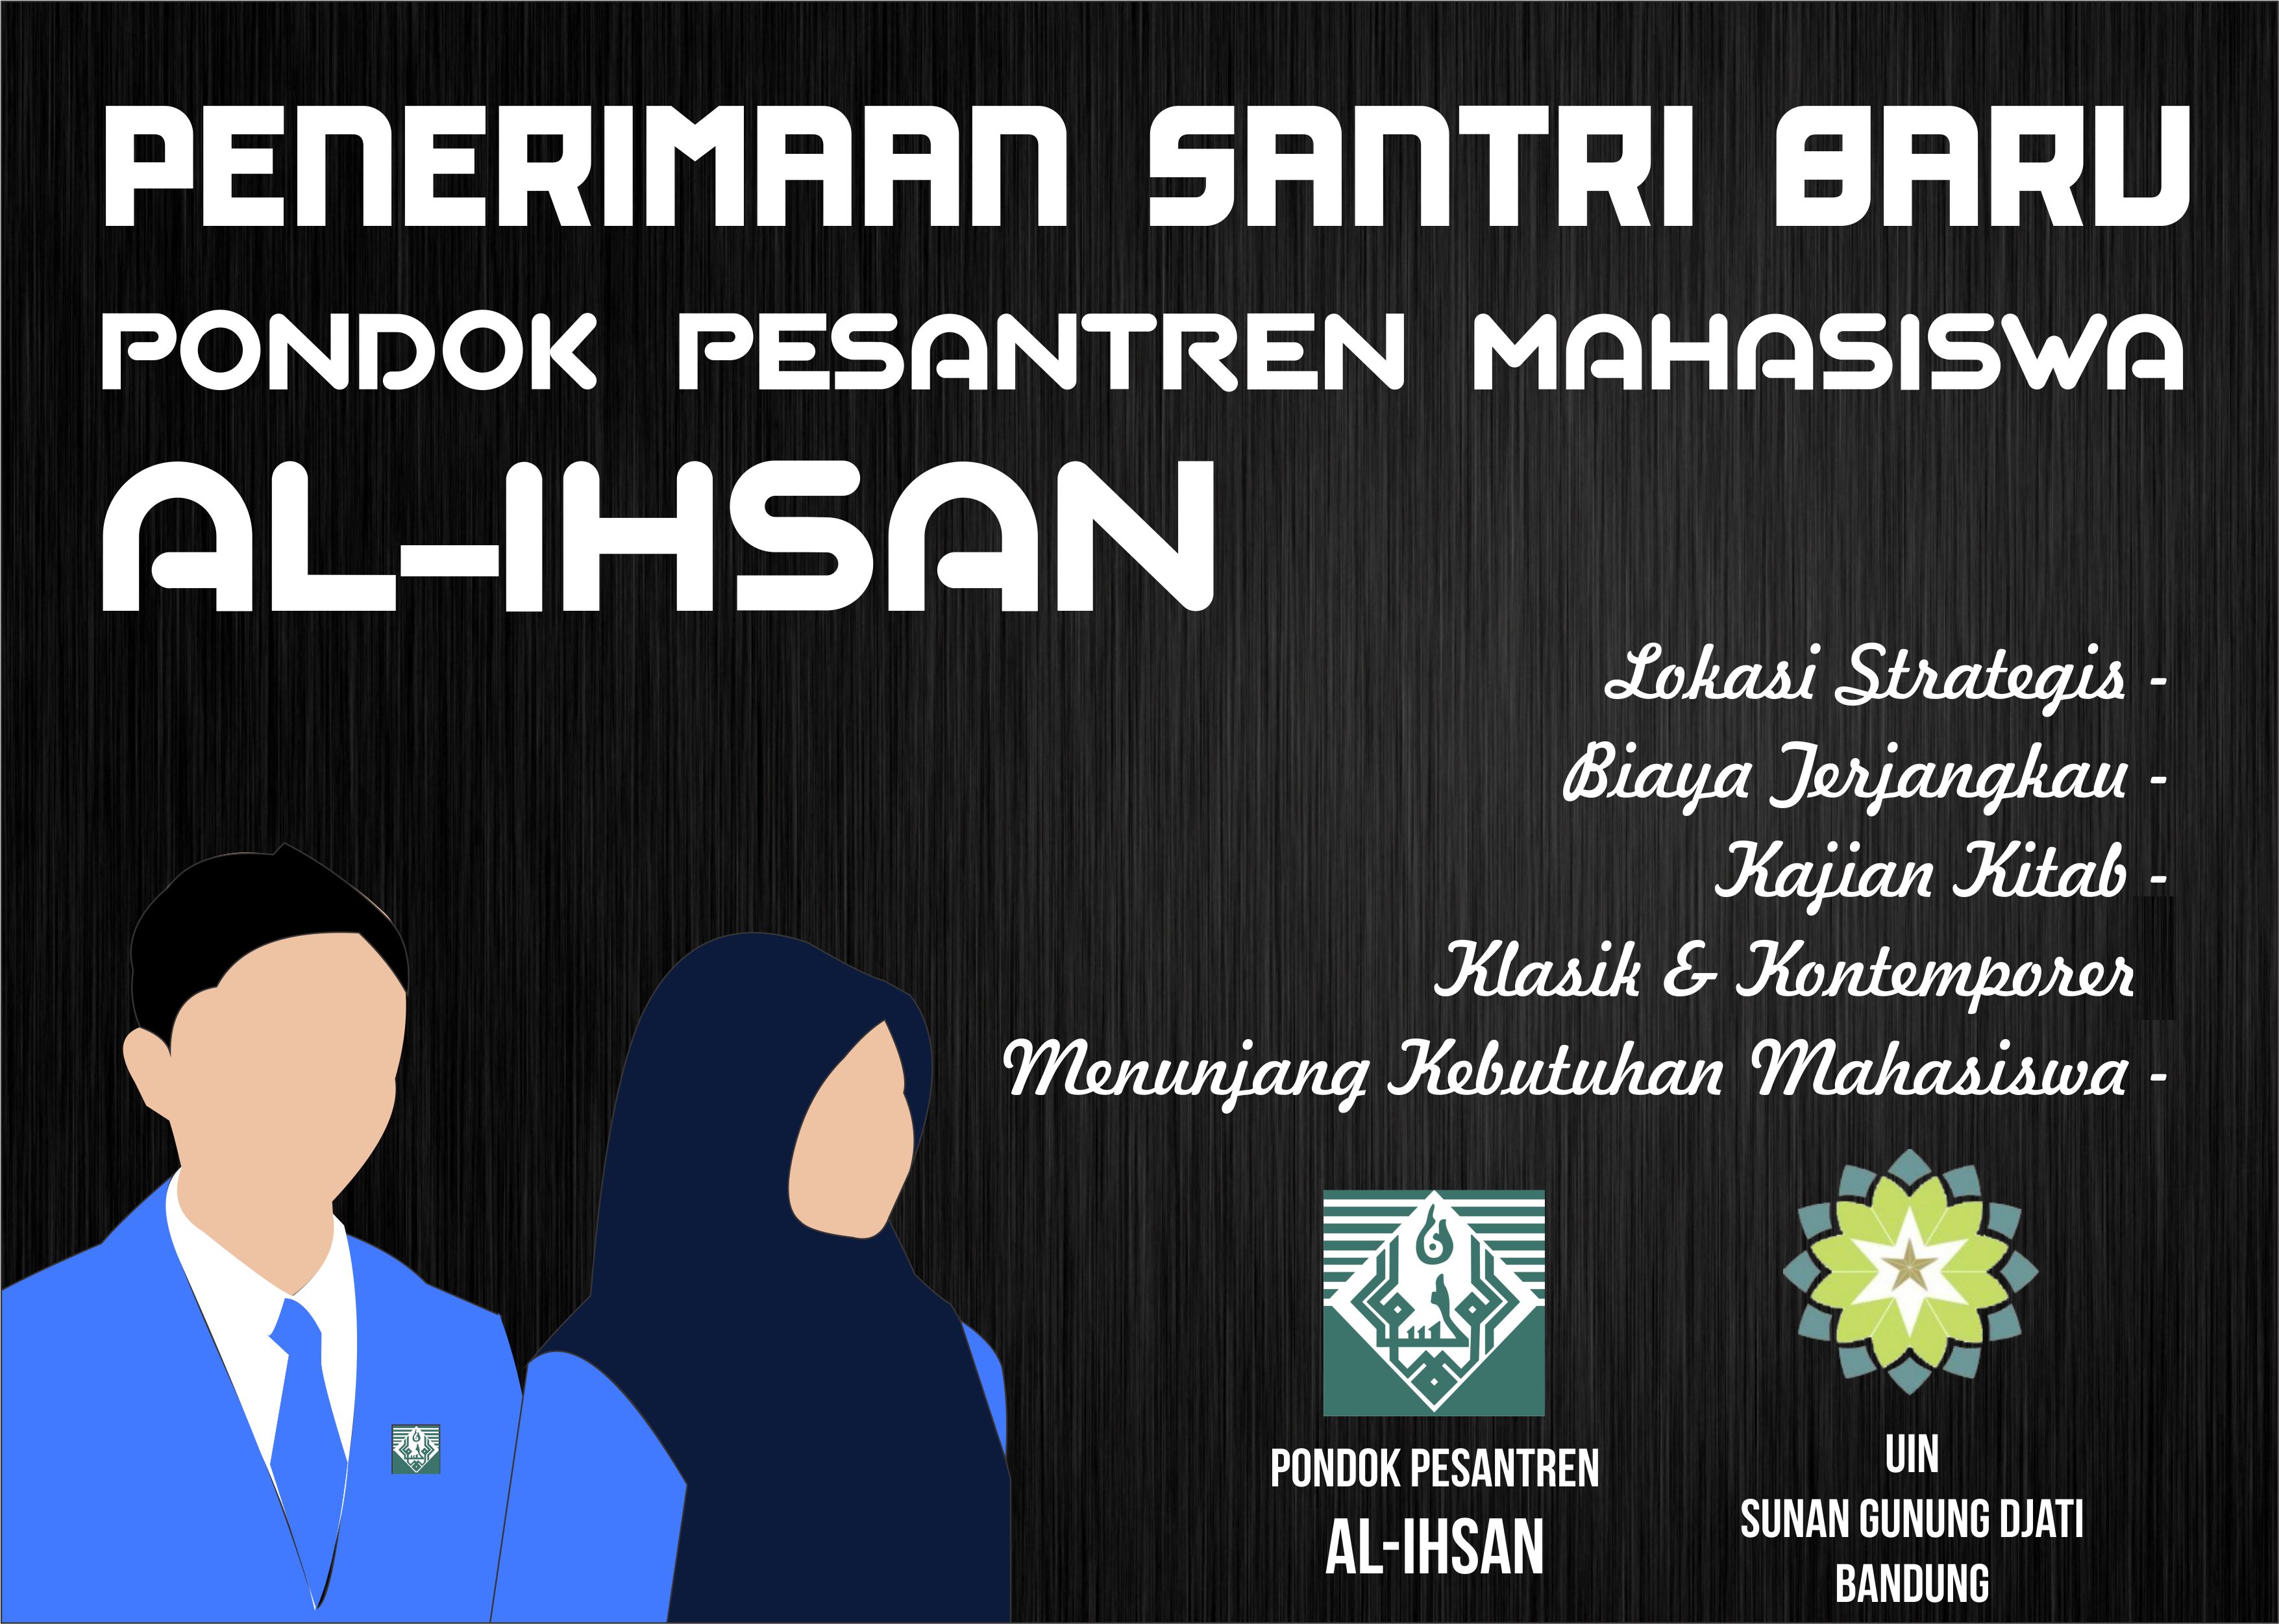 PENERIMAAN SANTRI BARU
PONDOK PESANTREN MAHASISWA
AL-IHSAN
Lokasi Strategis -
Biaya Terjangkau -
Kajian Kitab -
Klasik & Kontemporer
Menunjang Kebutuhan Mahasiswa -
PONDOK PESANTREN
AL-IHSAN
UIN
SUNAN GUNUNG DJATI
BANDUNG